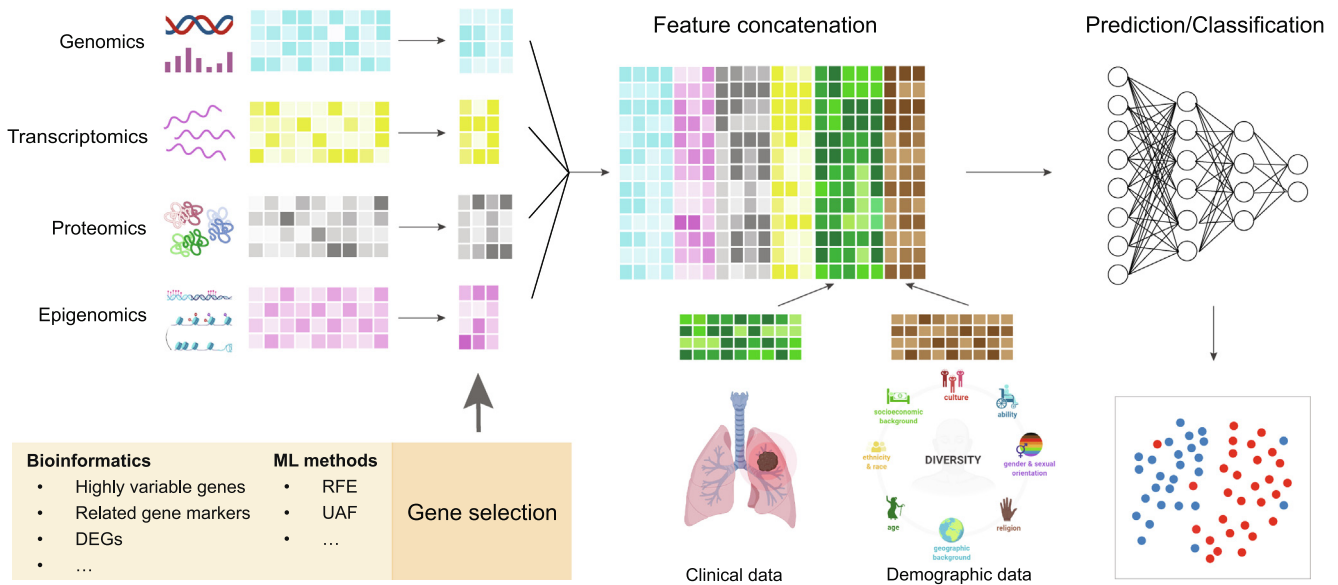 Genomics
Transcriptomics
Proteomics
Epigenomics
Feature concatenation
Prediction/Classification
Bioinformatics
• Highly variable genes
• Related gene markers
• DEGs
• …
ML methods
• RFE
• UAF
• …
Gene selection
Clinical data
culture
ability
gender & sexual
orientation
religion
geographic
background
age
ethnicity
& race
socioeconomic
background
DIVERSITY
Demographic data